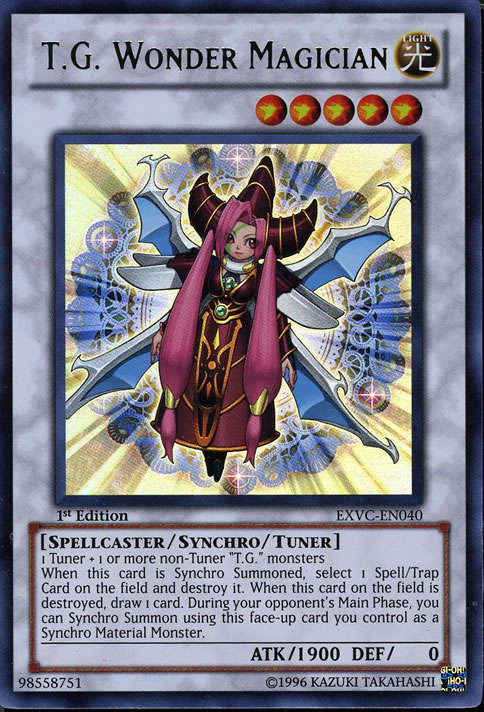 T.G. Wonder Magician
LIGHT
光
1st Edition
EXVC-EN040
[Spellcaster/Synchro/Tuner]
1 Tuner + 1 or more non-Tuner "T.G." monsters
When this card is Synchro Summoned, select 1 Spell/Trap
Card on the field and destroy it. When this card on the field is
destroyed, draw 1 card. During your opponent's Main Phase, you
can Synchro Summon using this face-up card you control as a
Synchro Material Monster.
ATK/1900 DEF/ 0
98558751
©1996 KAZUKI TAKAHASHI